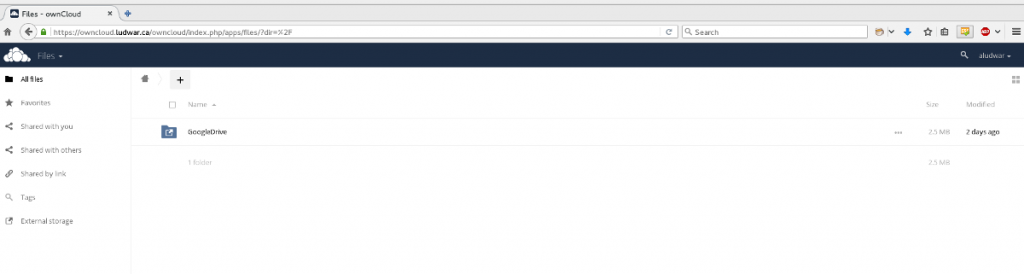 Files - ownCloud
https://owncloud.ludwar.ca/owncloud/index.php/apps/files/?dir=%2F
Search
Files
aludwar
All files
Favorites
Shared with you
Shared with others
Shared by link
Tags
External storage
Name
Size
Modified
GoogleDrive
2.5 MB
2 days ago
1 folder
2.5 MB